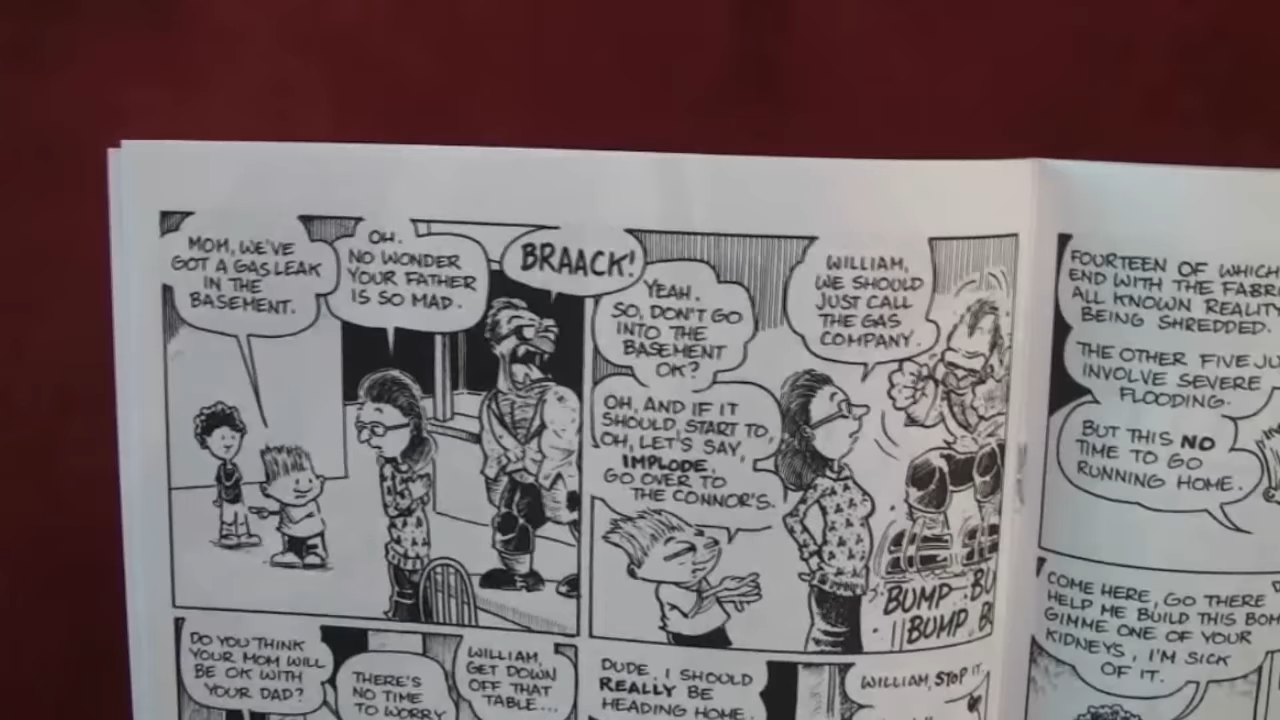 MOM, WE'VE
GOT A GAS LEAK
IN THE
BASEMENT.
OH.
NO WONDER
YOUR FATHER
IS SO MAD.
BRAACK!
YEAH.
SO, DON'T GO
INTO THE
BASEMENT
OK?
OH, AND IF IT
SHOULD, START TO,
OH, LET'S SAY,
IMPLODE,
GO OVER TO
THE CONNOR'S.
WILLIAM,
WE SHOULD
JUST CALL
THE GAS
COMPANY.
BUMP BU
BUMP B
DO YOU THINK
YOUR MOM WILL
BE OK WITH
YOUR DAD?
THERE'S
NO TIME
TO WORRY
WILLIAM,
GET DOWN
OFF THAT
TABLE...
DUDE, I SHOULD
REALLY BE
HEADING HOME.
WILLIAM, STOP IT.
FOURTEEN OF WHICH
END WITH THE FABR
ALL KNOWN REALITY
BEING SHREDDED.
THE OTHER FIVE JU
INVOLVE SEVERE
FLOODING.
BUT THIS NO
TIME TO GO
RUNNING HOME.
COME HERE, GO THERE
HELP ME BUILD THIS BOM
GIMME ONE OF YOUR
KIDNEYS, I'M SICK
OF IT.